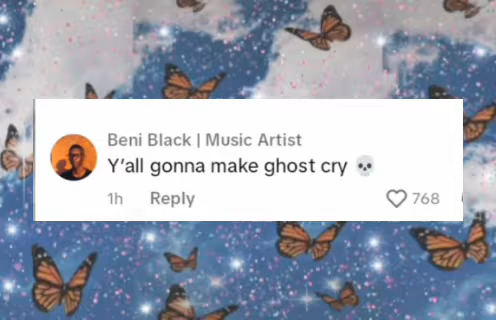 Beni Black | Music Artist
Y'all gonna make ghost cry 💀
1h Reply 768